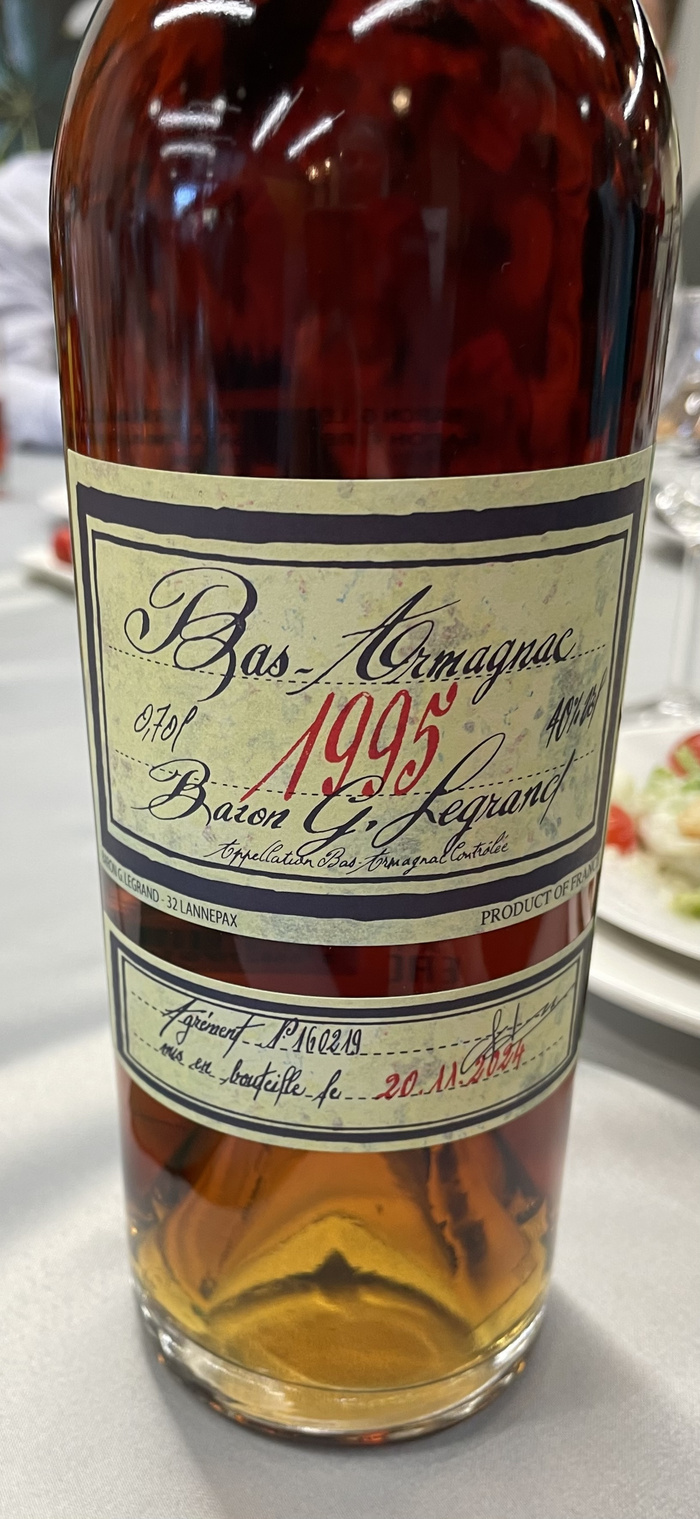 Bas-Armagnac
0,70l 1995 40% vol
Baron G. Legrand
Appellation Bas-Armagnac Contrôlée
BARON G. LEGRAND - 32 LANNEPAX PRODUCT OF FRANCE
Agrément N°160219
mis en bouteille le 20.11.2024